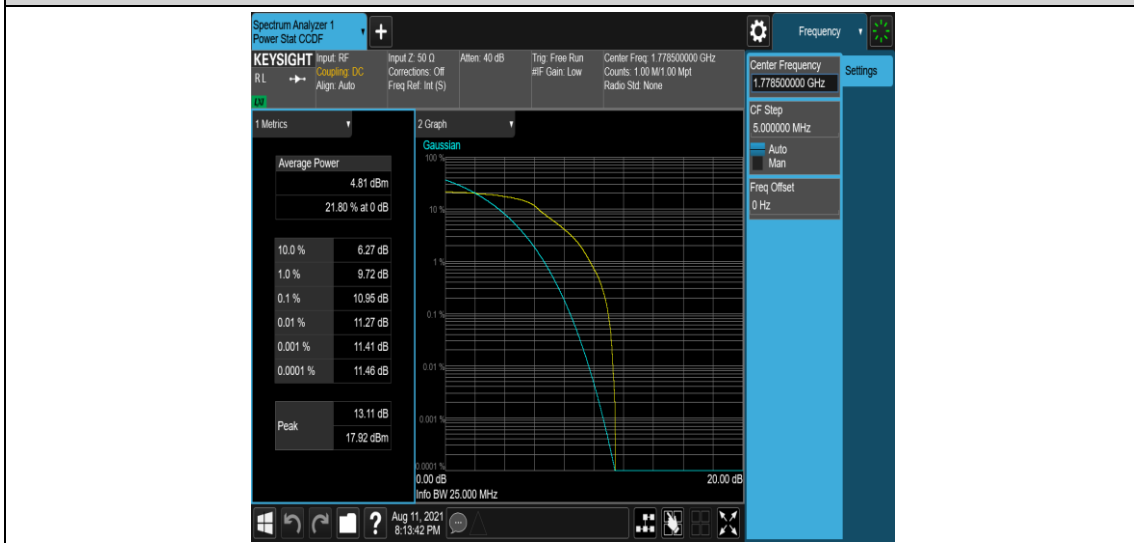 Spectrum Analyzer 1
Power Stat CCDF
+
Frequency
KEYSIGHT
RL
LXI
Input: RF
Coupling: DC
Align: Auto
Input Z: 50 Ω
Corrections: Off
Freq Ref: Int (S)
Atten: 40 dB
Trig: Free Run
#IF Gain: Low
Center Freq: 1.778500000 GHz
Counts: 1.00 M/1.00 Mpt
Radio Std: None
Center Frequency
1.778500000 GHz
Settings
CF Step
5.000000 MHz
Auto
Man
Freq Offset
0 Hz
1 Metrics
Average Power
4.81 dBm
21.80 % at 0 dB
10.0 % 6.27 dB
1.0 % 9.72 dB
0.1 % 10.95 dB
0.01 % 11.27 dB
0.001 % 11.41 dB
0.0001 % 11.46 dB
Peak
13.11 dB
17.92 dBm
2 Graph
Gaussian
100 %
10 %
1 %
0.1 %
0.01 %
0.001 %
0.0001 %
0.00 dB 20.00 dB
Info BW 25.000 MHz
?
Aug 11, 2021
8:13:42 PM